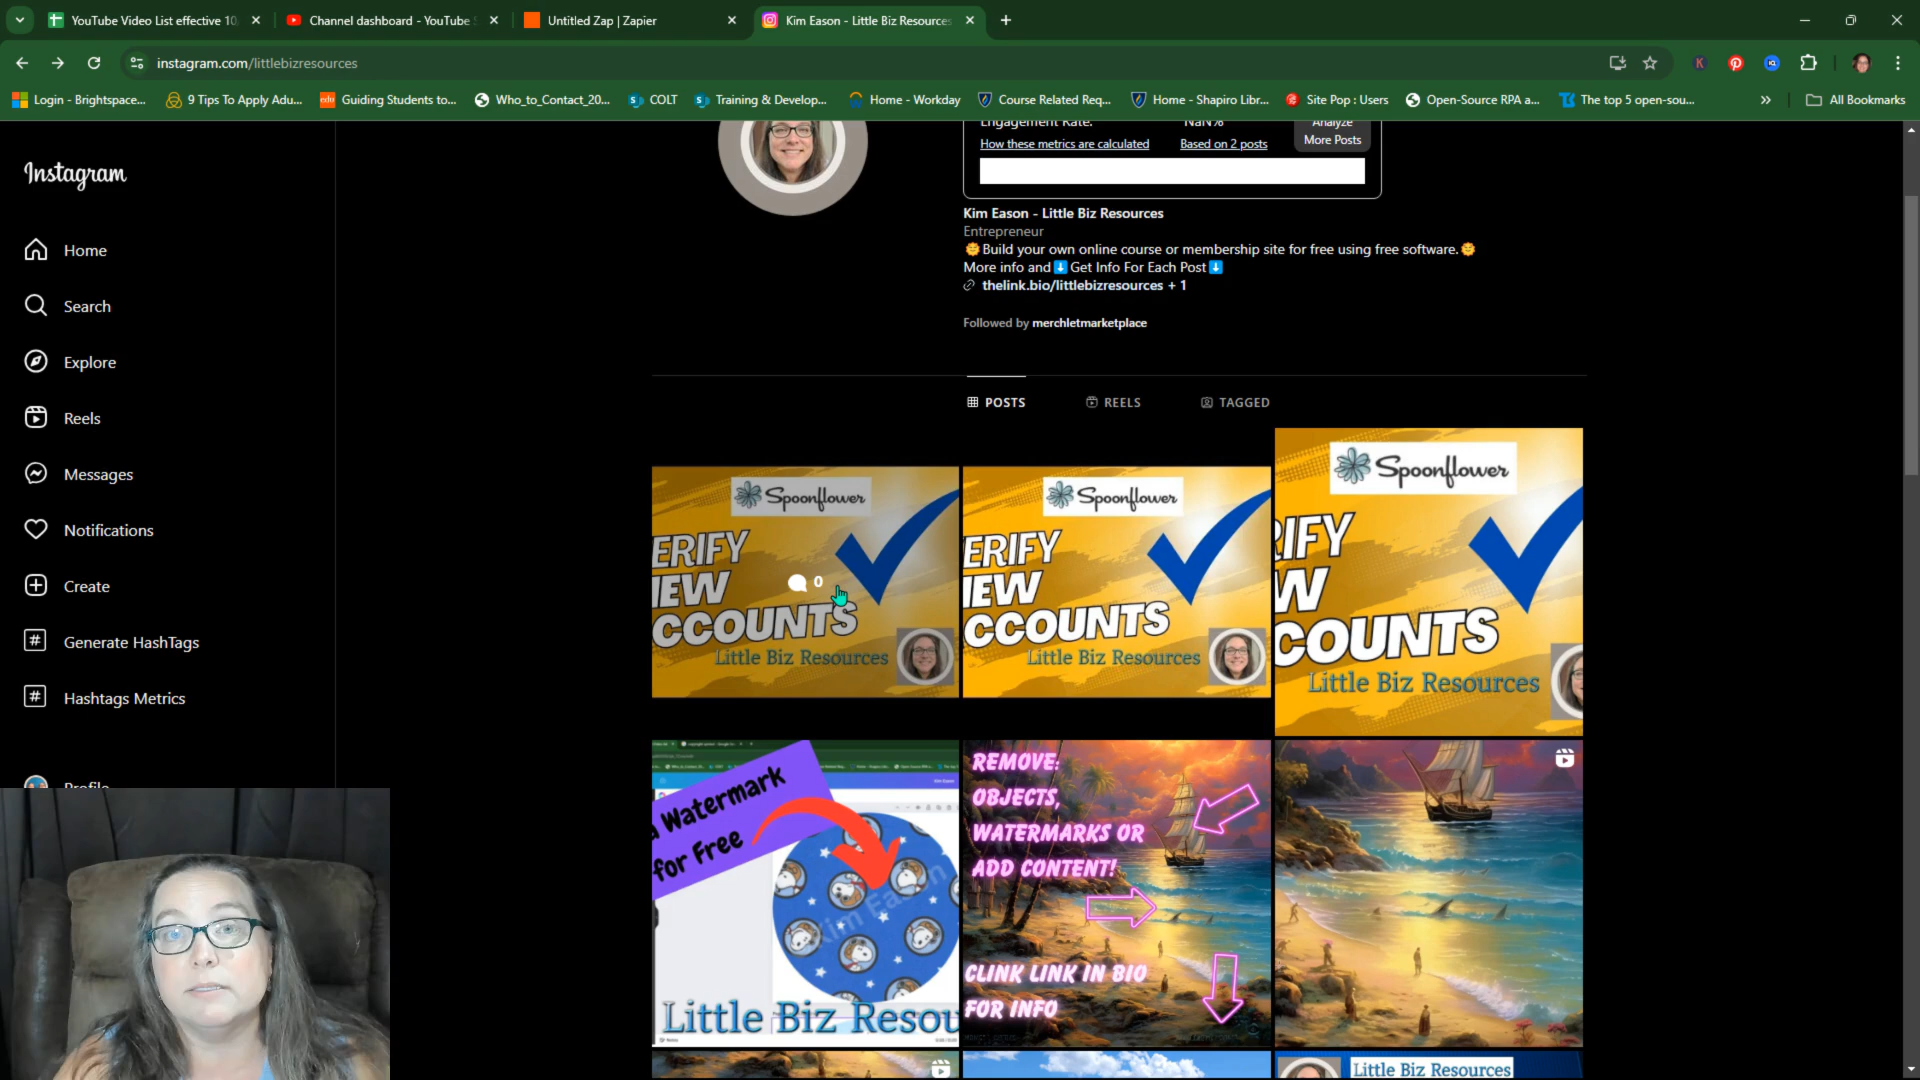 YouTube Video List effective 10
Channel dashboard - YouTube S
Untitled Zap | Zapier
Kim Eason - Little Biz Resources
instagram.com/littlebizresources
Login - Brightspace...
9 Tips To Apply Adu...
edu
Guiding Students to...
Who_to_Contact_20...
COLT
Training & Develop...
Home - Workday
Course Related Req...
Home - Shapiro Libr...
Site Pop : Users
Open-Source RPA a...
The top 5 open-sou...
All Bookmarks
Instagram
Home
Search
Explore
Reels
Messages
Notifications
Create
Generate HashTags
Hashtags Metrics
Profile
Engagement Rate:
NaN%
Analyze
More Posts
How these metrics are calculated
Based on 2 posts
Kim Eason - Little Biz Resources
Entrepreneur
Build your own online course or membership site for free using free software.
More info and Get Info For Each Post
thelink.bio/littlebizresources + 1
Followed by merchletmarketplace
POSTS
REELS
TAGGED
Spoonflower
ERIFY
IEW
CCOUNTS
Little Biz Resources
0
Spoonflower
ERIFY
IEW
CCOUNTS
Little Biz Resources
Spoonflower
IFY
W
COUNTS
Little Biz Resources
a Watermark
for Free
Kim Eason
Little Biz Resou
REMOVE:
OBJECTS,
WATERMARKS OR
ADD CONTENT!
CLINK LINK IN BIO
FOR INFO
Little Biz Resources